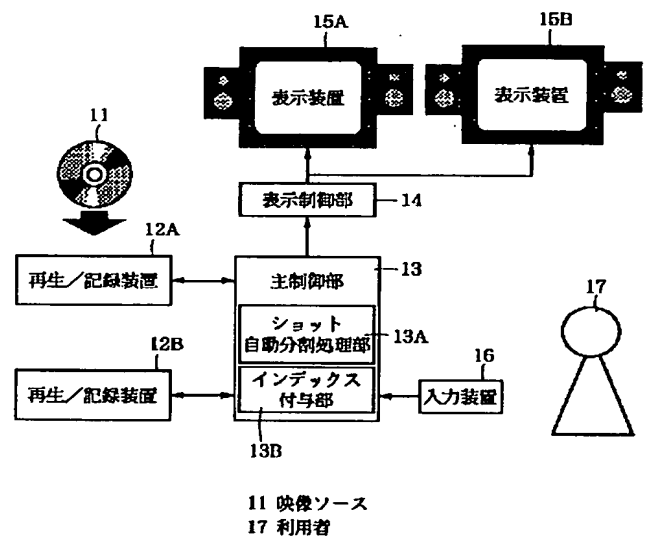 15A
15B
表示装置
表示装置
11
表示制御部
14
12A
再生／記録装置
主制御部
13
ショット
自動分割処理部
13A
17
12B
再生／記録装置
インデックス
付与部
16
入力装置
13B
11 映像ソース
17 利用者